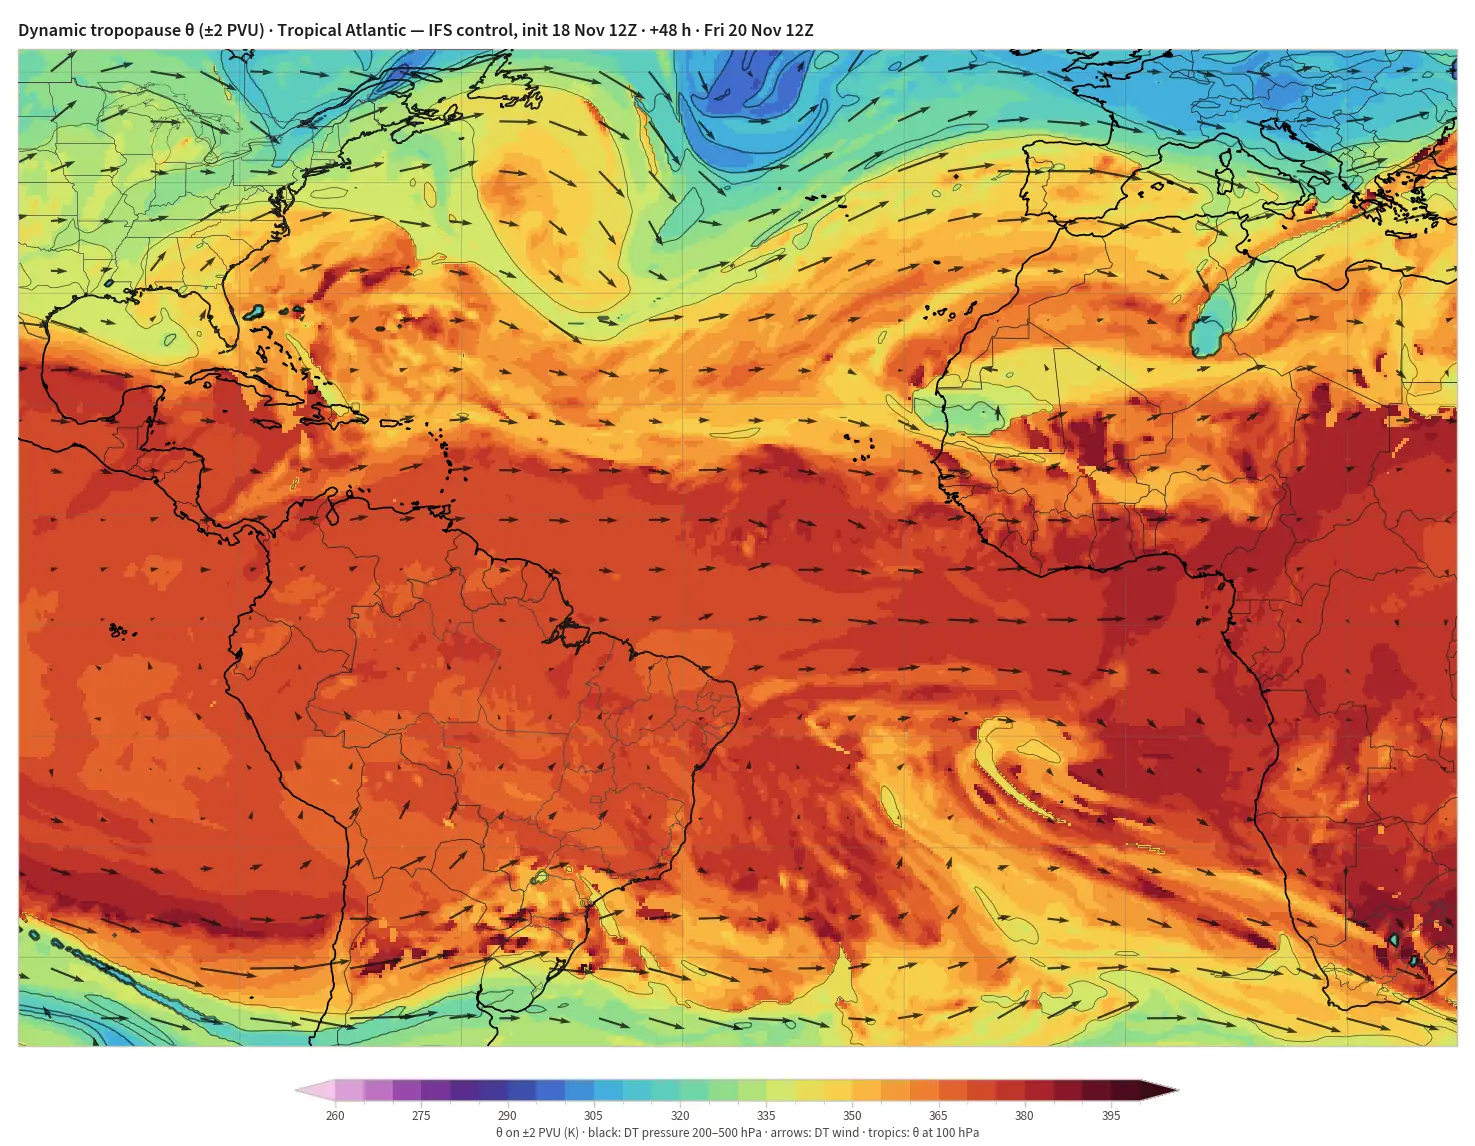 Dynamic tropopause θ (±2 PVU) · Tropical Atlantic — IFS control, init 18 Nov 12Z · +48 h · Fri 20 Nov 12Z
260 275 290 305 320 335 350 365 380 395
θ on ±2 PVU (K) · black: DT pressure 200–500 hPa · arrows: DT wind · tropics: θ at 100 hPa